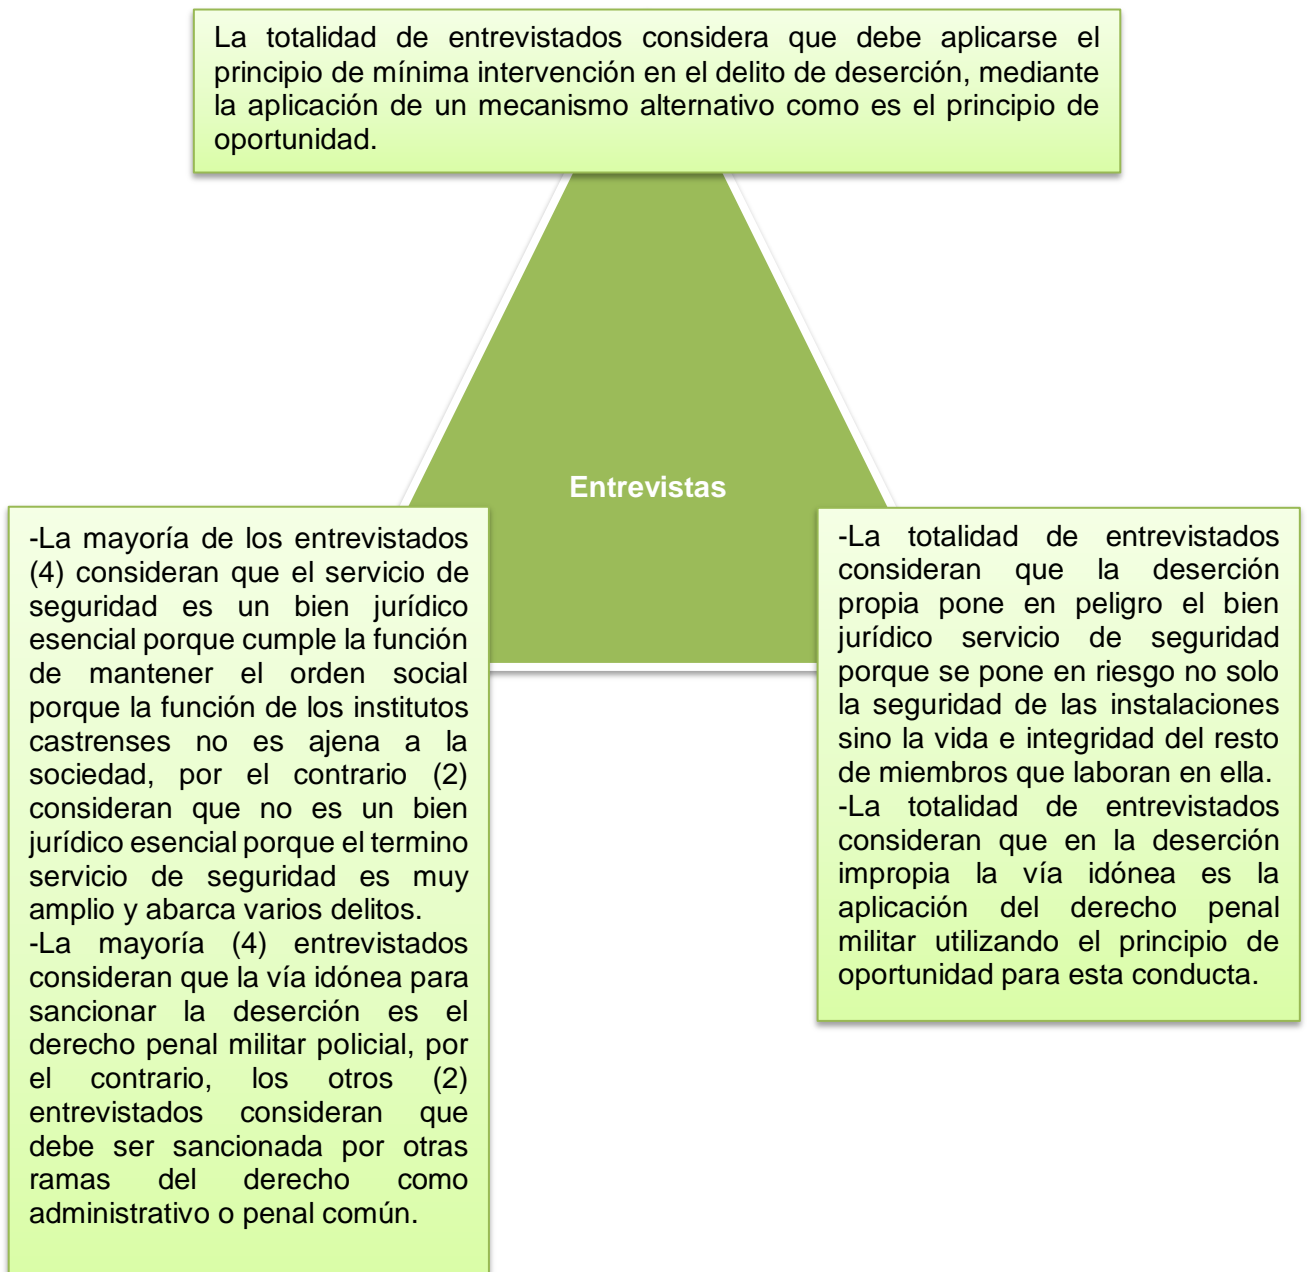 La totalidad de entrevistados considera que debe aplicarse el
principio de mínima intervención en el delito de deserción, mediante
la aplicación de un mecanismo alternativo como es el principio de
oportunidad.
Entrevistas
-La mayoría de los entrevistados
(4) consideran que el servicio de
seguridad es un bien jurídico
esencial porque cumple la función
de mantener el orden social
porque la función de los institutos
castrenses no es ajena a la
sociedad, por el contrario (2)
consideran que no es un bien
jurídico esencial porque el termino
servicio de seguridad es muy
amplio y abarca varios delitos.
-La mayoría (4) entrevistados
consideran que la vía idónea para
sancionar la deserción es el
derecho penal militar policial, por
el contrario, los otros (2)
entrevistados consideran que
debe ser sancionada por otras
ramas del derecho como
administrativo o penal común.
-La totalidad de entrevistados
consideran que la deserción
propia pone en peligro el bien
jurídico servicio de seguridad
porque se pone en riesgo no solo
la seguridad de las instalaciones
sino la vida e integridad del resto
de miembros que laboran en ella.
-La totalidad de entrevistados
consideran que en la deserción
impropia la vía idónea es la
aplicación del derecho penal
militar utilizando el principio de
oportunidad para esta conducta.